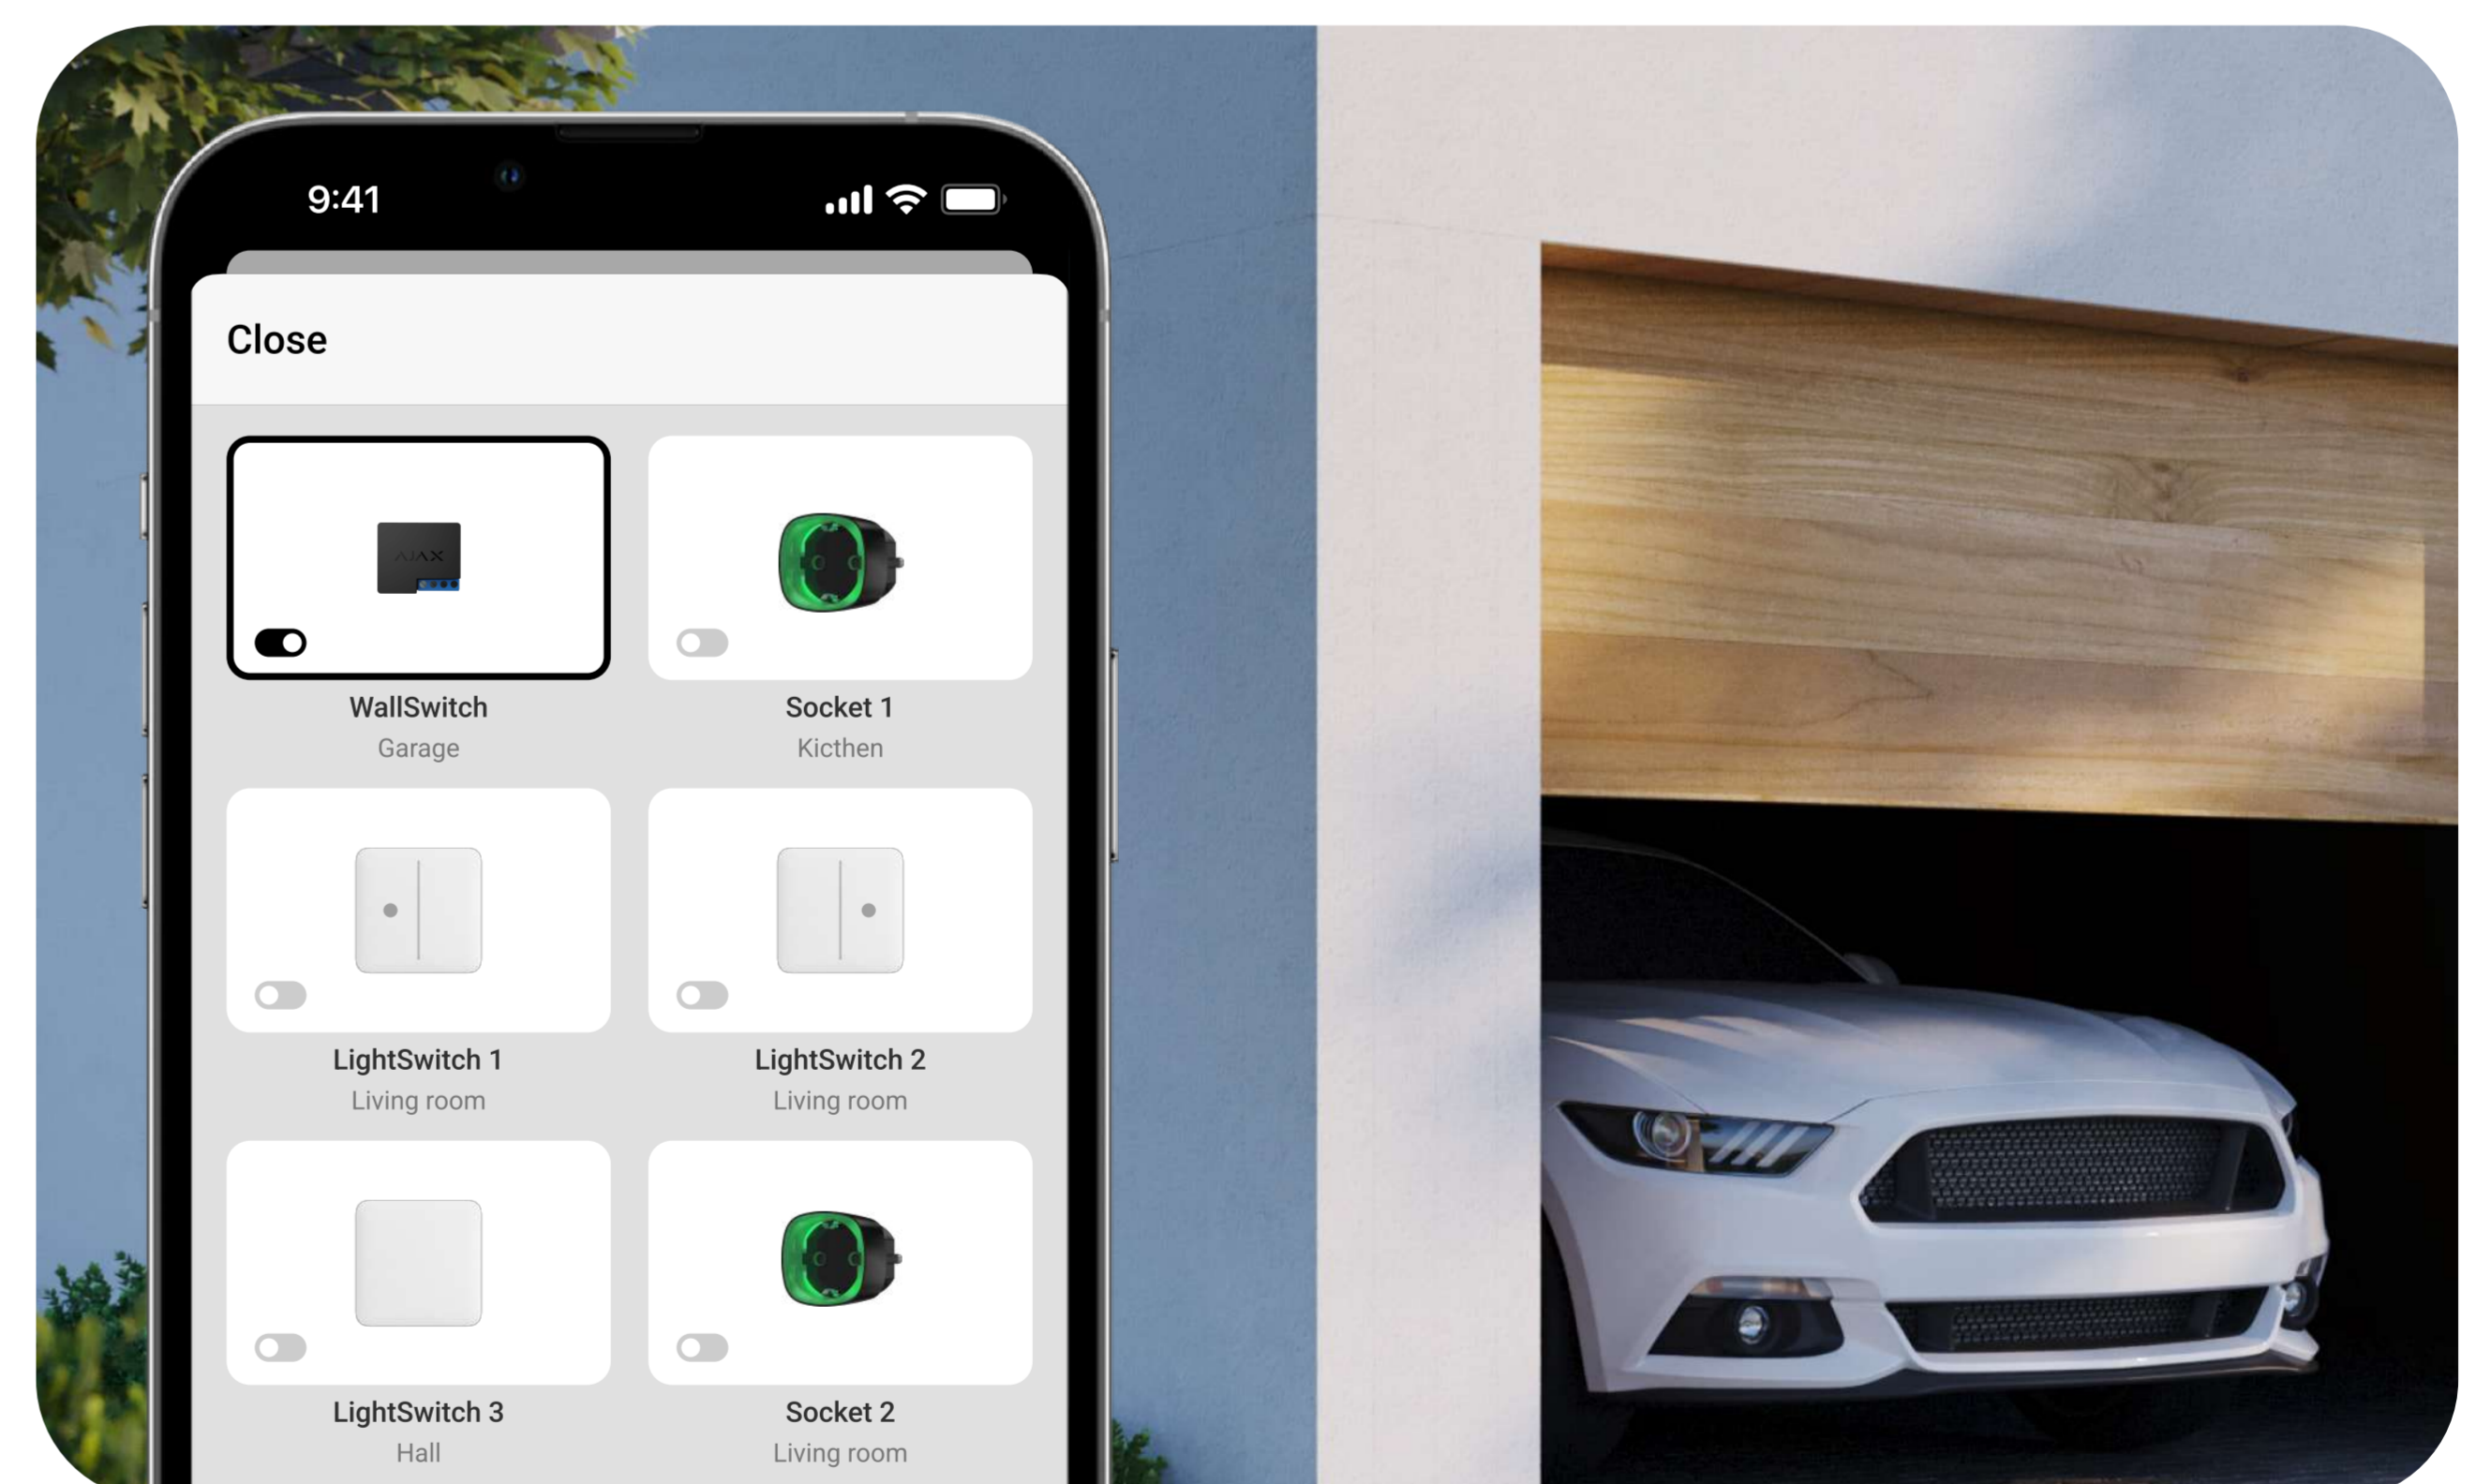 9:41
Close
AJAX
WallSwitch
Garage
Socket 1
Kicthen
LightSwitch 1
Living room
LightSwitch 2
Living room
LightSwitch 3
Hall
Socket 2
Living room